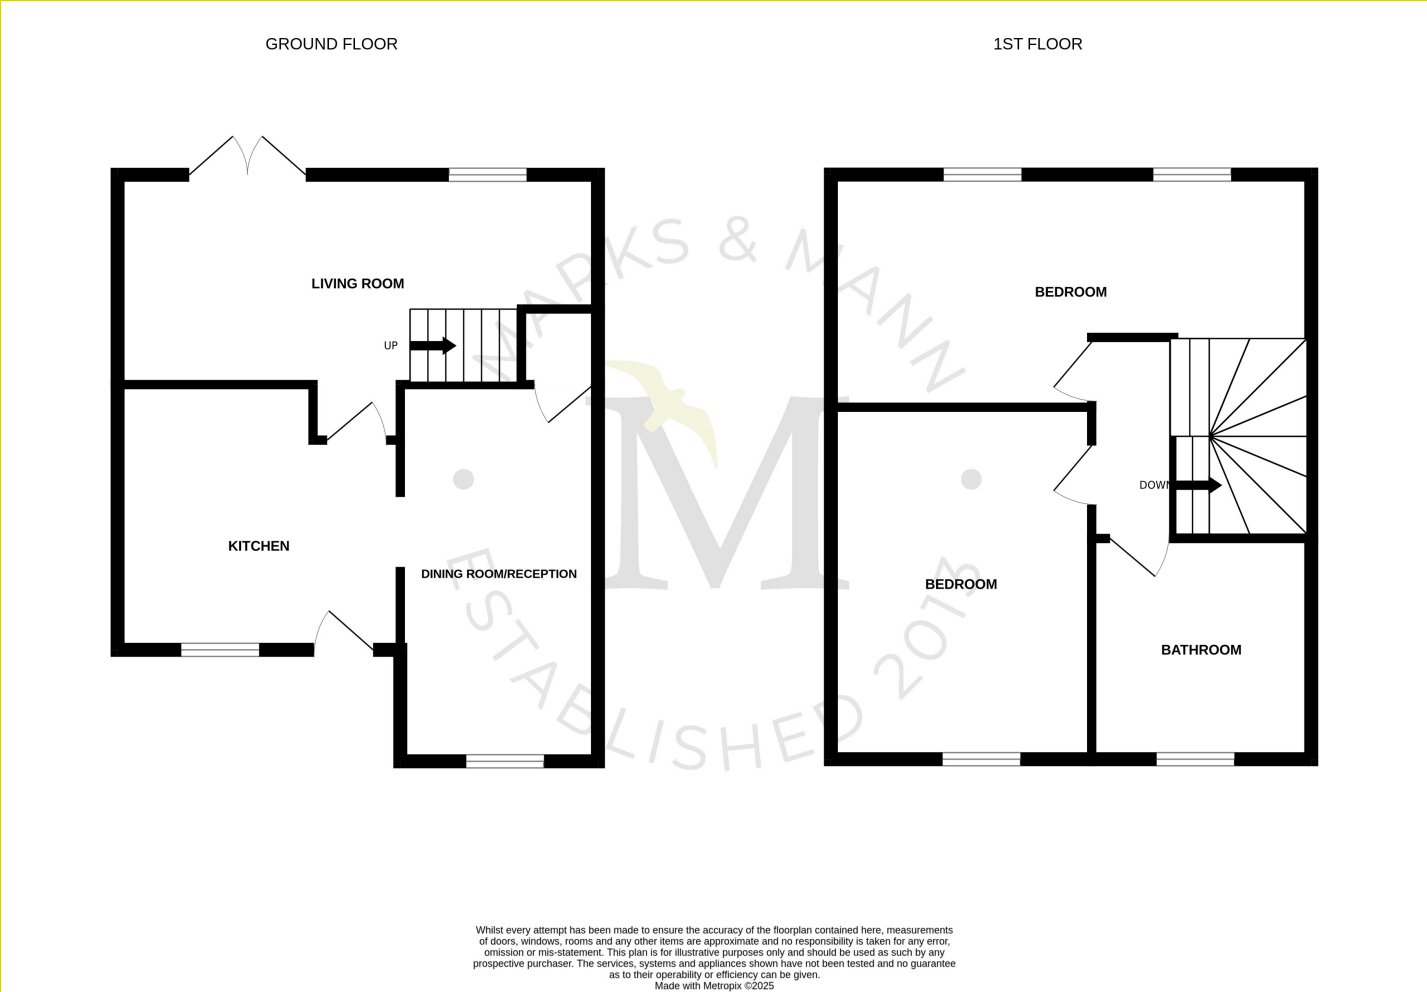 GROUND FLOOR
1ST FLOOR
MARKS & MANN
LIVING ROOM
BEDROOM
UP
M
DOWN
KITCHEN
DINING ROOM/RECEPTION
BEDROOM
BATHROOM
ESTABLISHED 2013
Whilst every attempt has been made to ensure the accuracy of the floorplan contained here, measurements
of doors, windows, rooms and any other items are approximate and no responsibility is taken for any error,
omission or mis-statement. This plan is for illustrative purposes only and should be used as such by any
prospective purchaser. The services, systems and appliances shown have not been tested and no guarantee
as to their operability or efficiency can be given.
Made with Metropix ©2025